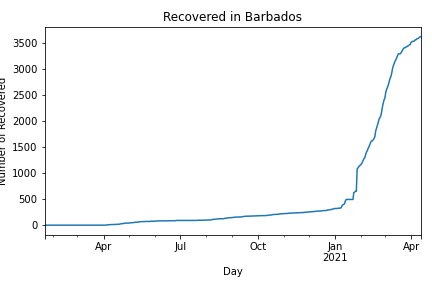 Recovered in Barbados
Number of Recovered
3500
3000
2500
2000
1500
1000
500
0
Apr
Jul
Oct
Jan
2021
Apr
Day